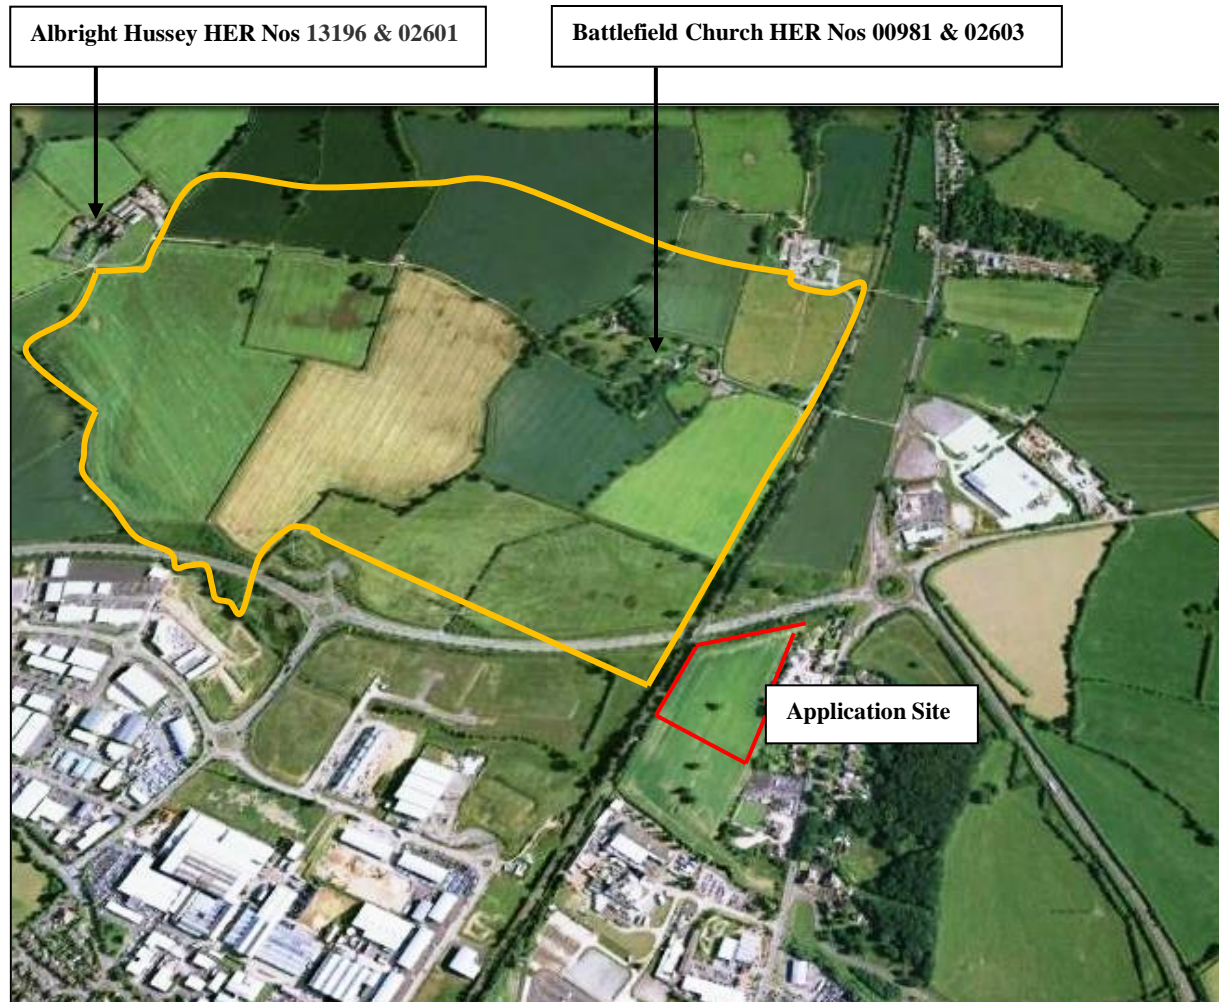 Albright Hussey HER Nos 13196 & 02601
Battlefield Church HER Nos 00981 & 02603
Application Site